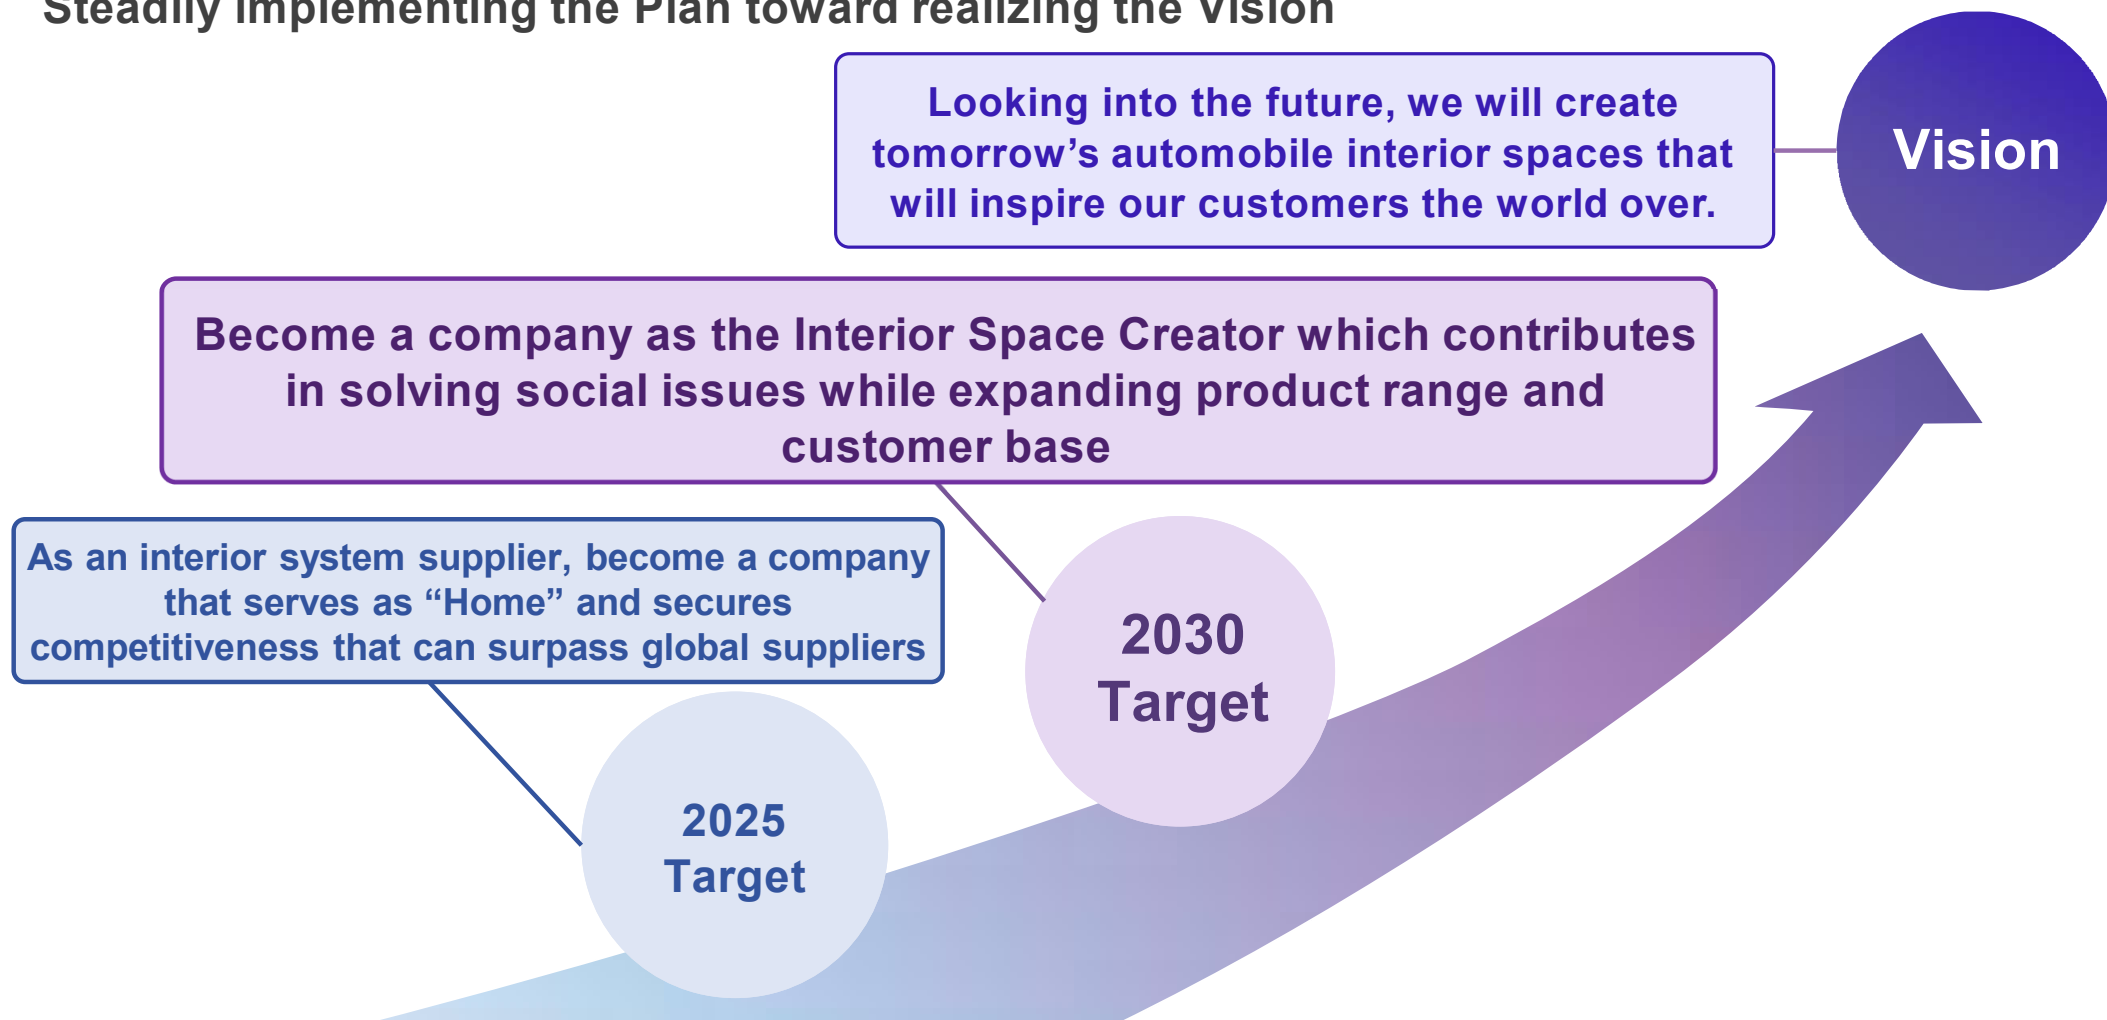 Steadily Implementing the Plan toward realizing the Vision
Looking into the future, we will create
tomorrow’s automobile interior spaces that
will inspire our customers the world over.
Vision
Become a company as the Interior Space Creator which contributes
in solving social issues while expanding product range and
customer base
As an interior system supplier, become a company
that serves as “Home” and secures
competitiveness that can surpass global suppliers
2030
Target
2025
Target